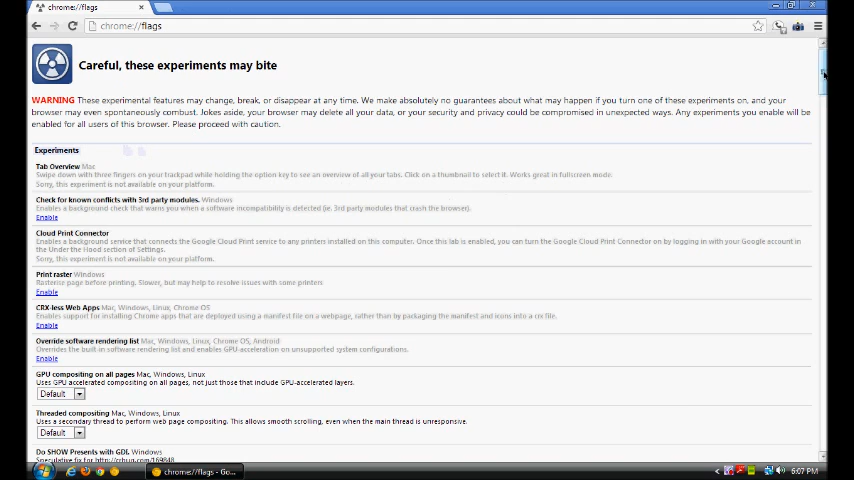 chrome://flags
chrome://flags
Careful, these experiments may bite
WARNING These experimental features may change, break, or disappear at any time. We make absolutely no guarantees about what may happen if you turn one of these experiments on, and your
browser may even spontaneously combust. Jokes aside, your browser may delete all your data, or your security and privacy could be compromised in unexpected ways. Any experiments you enable will be
enabled for all users of this browser. Please proceed with caution.
Experiments
Tab Overview Mac
Swipe down with three fingers on your trackpad while holding the option key to see an overview of all your tabs. Click on a thumbnail to select it. Works great in fullscreen mode.
Sorry, this experiment is not available on your platform.
Check for known conflicts with 3rd party modules. Windows
Enables a background check that warns you when a software incompatibility is detected (ie. 3rd party modules that crash the browser).
Enable
Cloud Print Connector
Enables a background service that connects the Google Cloud Print service to any printers installed on this computer. Once this lab is enabled, you can turn the Google Cloud Print Connector on by logging in with your Google account in
the Under the Hood section of Settings.
Sorry, this experiment is not available on your platform.
Print raster Windows
Rasterise page before printing. Slower, but may help to resolve issues with some printers
Enable
CRX-less Web Apps Mac, Windows, Linux, Chrome OS
Enables support for installing Chrome apps that are deployed using a manifest file on a webpage, rather than by packaging the manifest and icons into a crx file.
Enable
Override software rendering list Mac, Windows, Linux, Chrome OS, Android
Overrides the built-in software rendering list and enables GPU-acceleration on unsupported system configurations.
Enable
GPU compositing on all pages Mac, Windows, Linux
Uses GPU accelerated compositing on all pages, not just those that include GPU-accelerated layers.
Default
Threaded compositing Mac, Windows, Linux
Uses a secondary thread to perform web page compositing. This allows smooth scrolling, even when the main thread is unresponsive.
Default
Do SHOW Presents with GDI. Windows
Speculative fix for http://crbug.com/169848
chrome://flags - Go...
6:07 PM